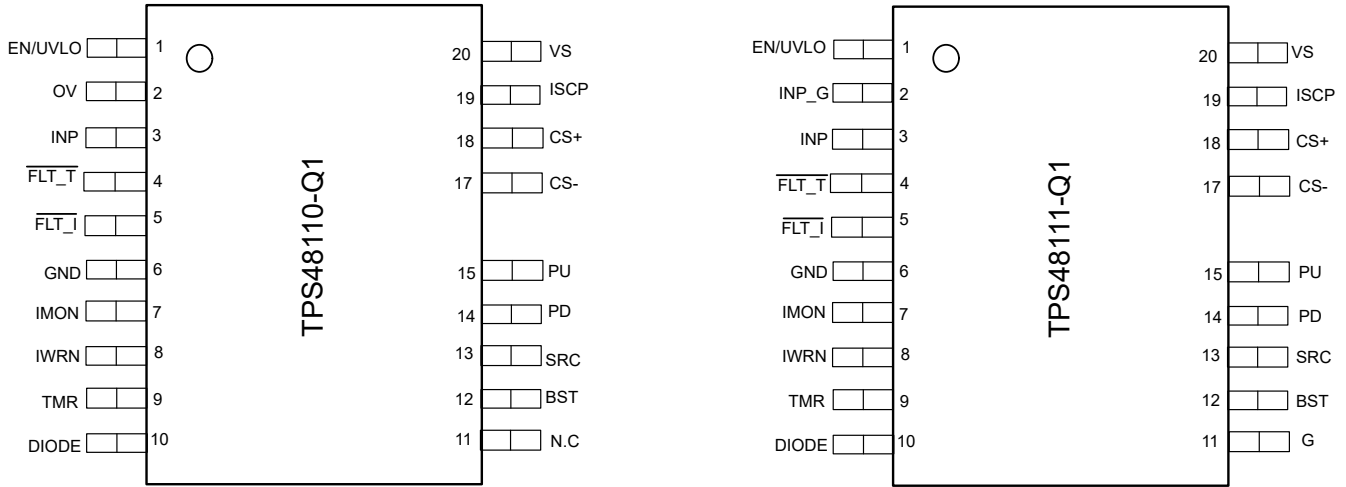 EN/UVLO 1
OV 2
INP 3
FLT_T 4
FLT_I 5
GND 6
IMON 7
IWRN 8
TMR 9
DIODE 10
TPS48110-Q1
20 VS
19 ISCP
18 CS+
17 CS-
15 PU
14 PD
13 SRC
12 BST
11 N.C
EN/UVLO 1
INP_G 2
INP 3
FLT_T 4
FLT_I 5
GND 6
IMON 7
IWRN 8
TMR 9
DIODE 10
TPS48111-Q1
20 VS
19 ISCP
18 CS+
17 CS-
15 PU
14 PD
13 SRC
12 BST
11 G